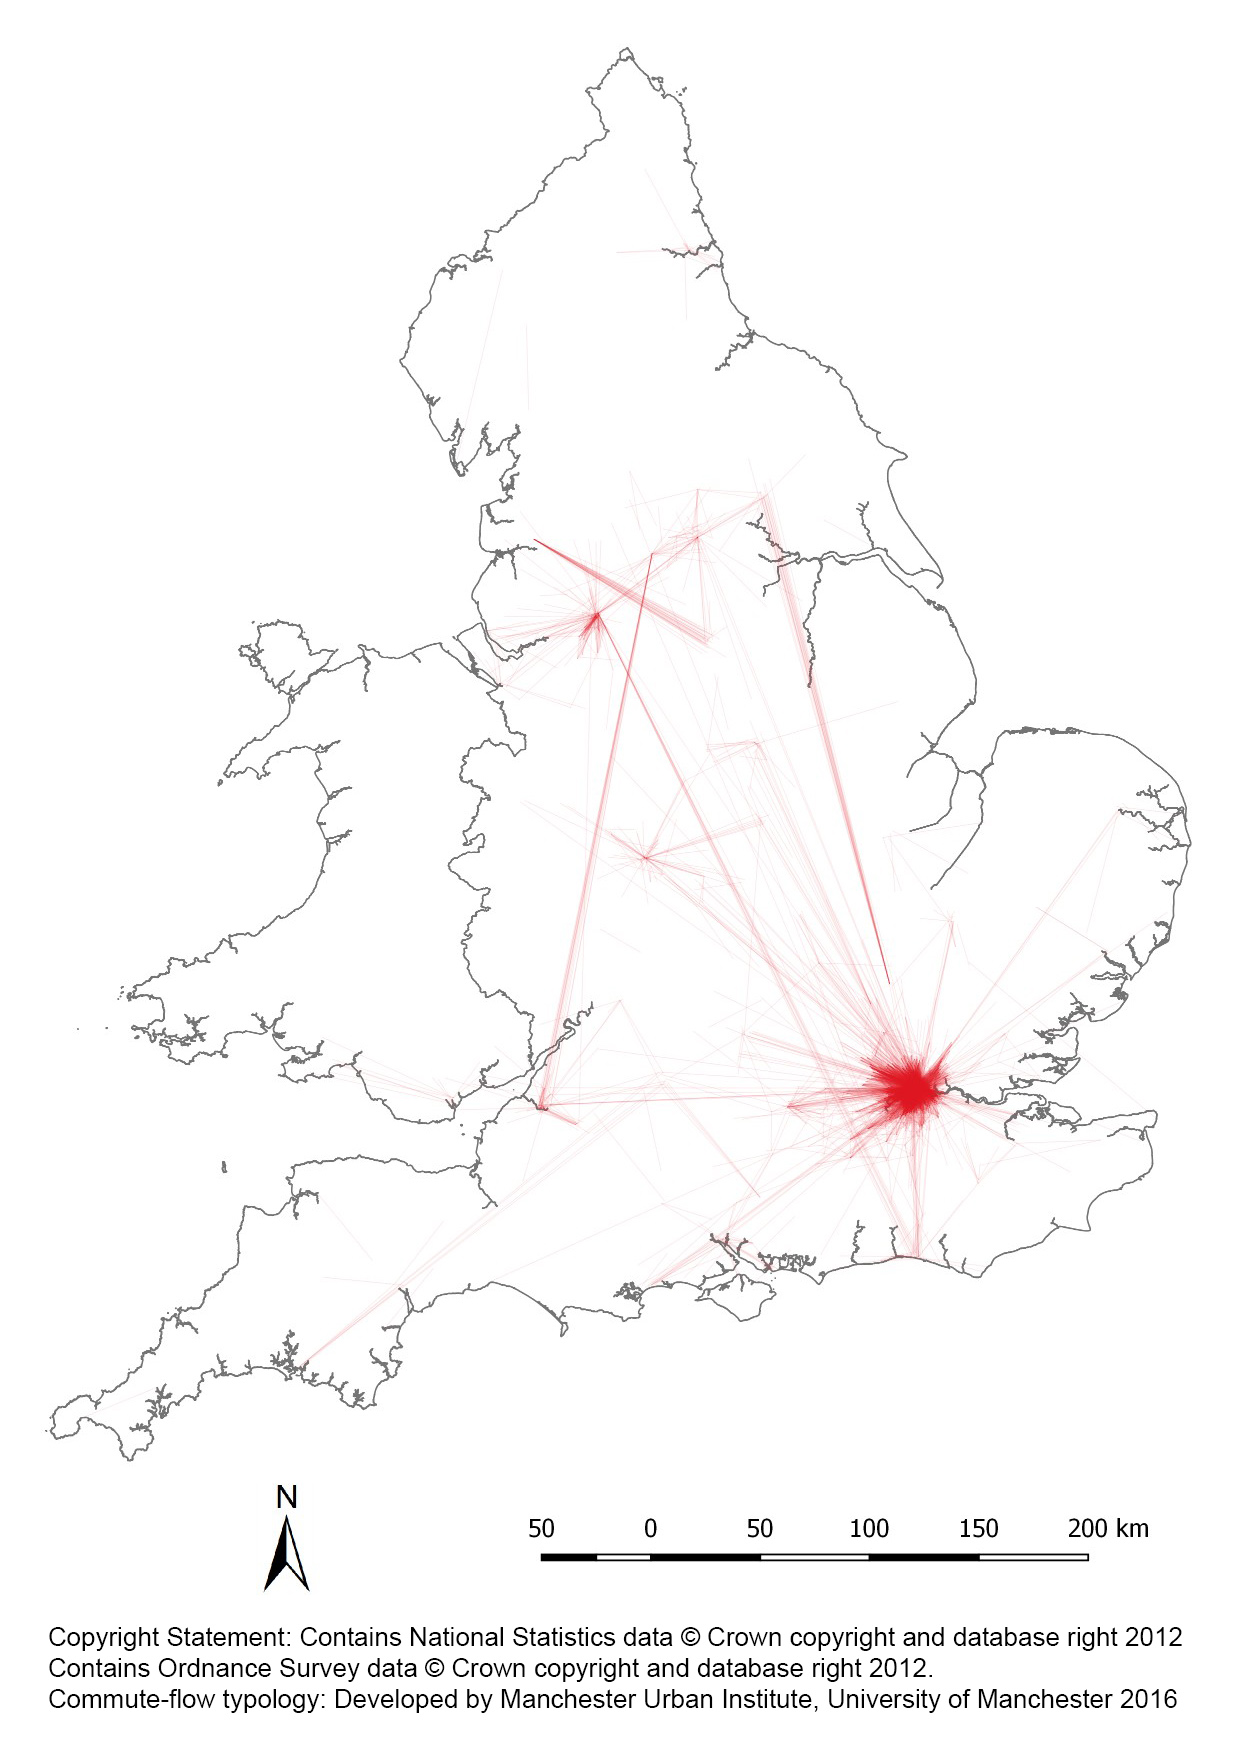 N
50 0 50 100 150 200 km
Copyright Statement: Contains National Statistics data © Crown copyright and database right 2012
Contains Ordnance Survey data © Crown copyright and database right 2012.
Commute-flow typology: Developed by Manchester Urban Institute, University of Manchester 2016